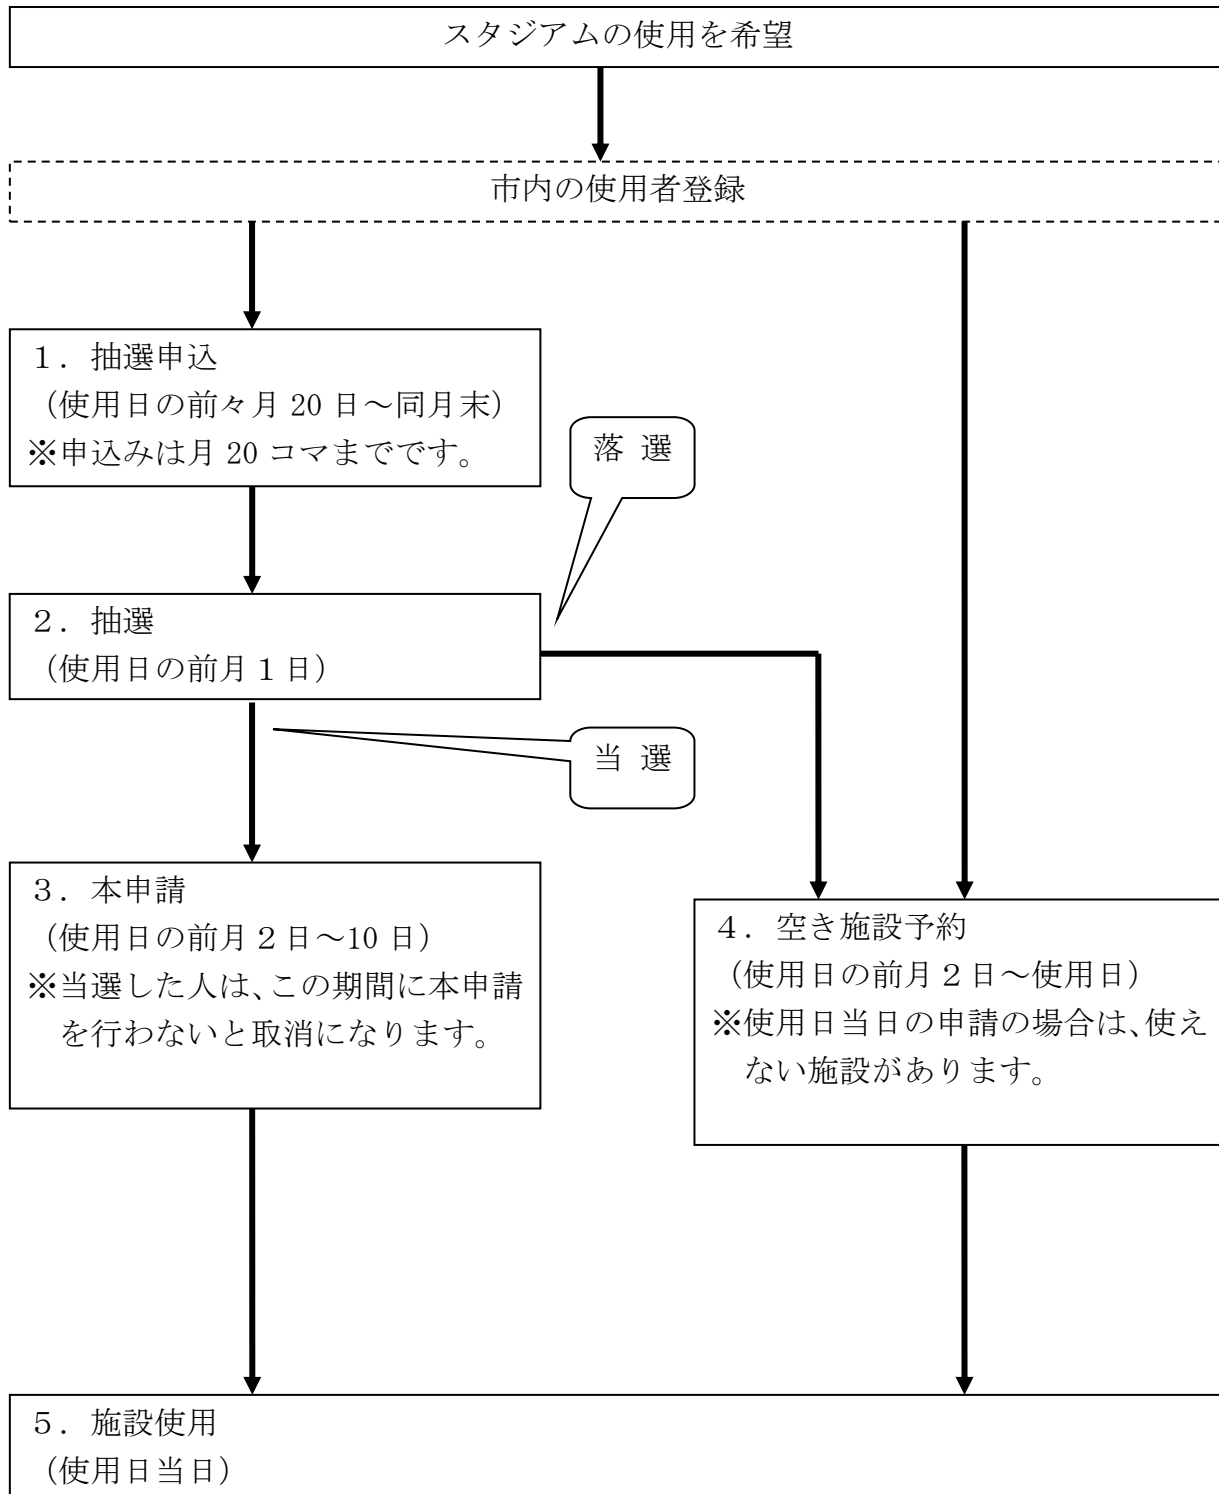 スタジアムの使用を希望
市内の使用者登録
１．抽選申込
（使用日の前々月 20 日～同月末）
※申込みは月 20 コマまでです。
落 選
２．抽選
（使用日の前月１日）
当 選
３．本申請
（使用日の前月２日～10 日）
※当選した人は、この期間に本申請
を行わないと取消になります。
４．空き施設予約
（使用日の前月２日～使用日）
※使用日当日の申請の場合は、使え
ない施設があります。
５．施設使用
（使用日当日）